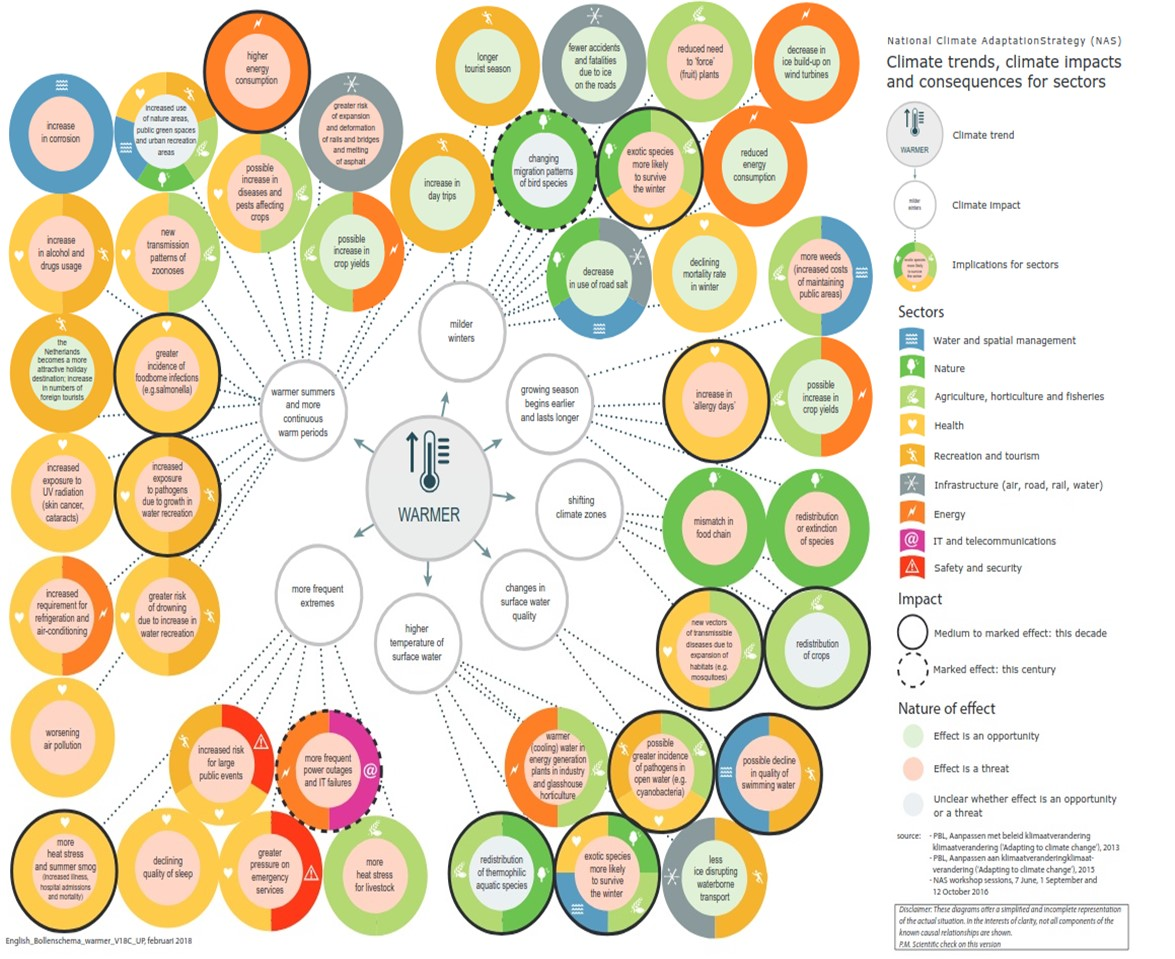 National Climate AdaptationStrategy (NAS)
Climate trends, climate impacts
and consequences for sectors
WARMER
Climate trend
milder
winters
Climate impact
exotic species
more likely
to survive
the winter
Implications for sectors
Sectors
Water and spatial management
Nature
Agriculture, horticulture and fisheries
Health
Recreation and tourism
Infrastructure (air, road, rail, water)
Energy
@
IT and telecommunications
Safety and security
Impact
Medium to marked effect: this decade
Marked effect: this century
Nature of effect
Effect is an opportunity
Effect is a threat
Unclear whether effect is an opportunity
or a threat
source:
- PBL, Aanpassen met beleid klimaatverandering
klimaatverandering ('Adapting to climate change'), 2013
- PBL, Aanpassen aan klimaatveranderingklimaat-
verandering ('Adapting to climate change'), 2015
-NAS workshop sessions, 7 June, 1 September and
12 October 2016
Disclaimer: These diagrams offer a simplified and incomplete representation
of the actual situation. In the interests of clarity, not all components of the
known causal relationships are shown.
P.M. Scientific check on this version
higher
energy
consumption
increase
in corrosion
increased use
of nature areas,
public green spaces
and urban recreation
areas
greater risk
of expansion
and deformation
of rails and bridges
and melting
of asphalt
possible
increase in
diseases and
pests affecting
crops
increase
in alcohol and
drugs usage
new
transmission
patterns of
zoonoses
possible
increase in
crop yields
the
Netherlands
becomes a more
attractive holiday
destination; increase
in numbers of
foreign tourists
greater
incidence of
foodborne infections
(e.g.salmonella)
increased
exposure to
UV radiation
(skin cancer,
cataracts)
increased
exposure
to pathogens
due to growth in
water recreation
increased
requirement for
refrigeration and
air-conditioning
greater risk
of drowning
due to increase in
water recreation
worsening
air pollution
warmer summers
and more
continuous
warm periods
longer
tourist season
fewer accidents
and fatalities
due to ice
on the roads
reduced need
to 'force'
(fruit) plants
decrease in
ice build-up on
wind turbines
increase in
day trips
changing
migration patterns
of bird species
exotic species
more likely
to survive
the winter
reduced
energy
consumption
decrease
in use of road salt
declining
mortality rate
in winter
milder
winters
more weeds
(increased costs
of maintaining
public areas)
increase in
'allergy days'
possible
increase in
crop yields
growing season
begins earlier
and lasts longer
WARMER
shifting
climate zones
mismatch in
food chain
redistribution
or extinction
of species
new vectors
of transmissible
diseases due to
expansion of
habitats (e.g.
mosquitoes)
redistribution
of crops
changes in
surface water
quality
higher
temperature of
surface water
more frequent
extremes
increased risk
for large
public events
more frequent
power outages
and IT failures
@
more
heat stress
and summer smog
(increased illness,
hospital admissions
and mortality)
declining
quality of sleep
greater
pressure on
emergency
services
more
heat stress
for livestock
warmer
(cooling) water in
energy generation
plants in industry
and glasshouse
horticulture
possible
greater incidence
of pathogens in
open water (e.g.
cyanobacteria)
possible decline
in quality of
swimming water
redistribution
of thermophilic
aquatic species
exotic species
more likely
to survive
the winter
less
ice disrupting
waterborne
transport
English_Bollenschema_warmer_V18C_UP, februari 2018